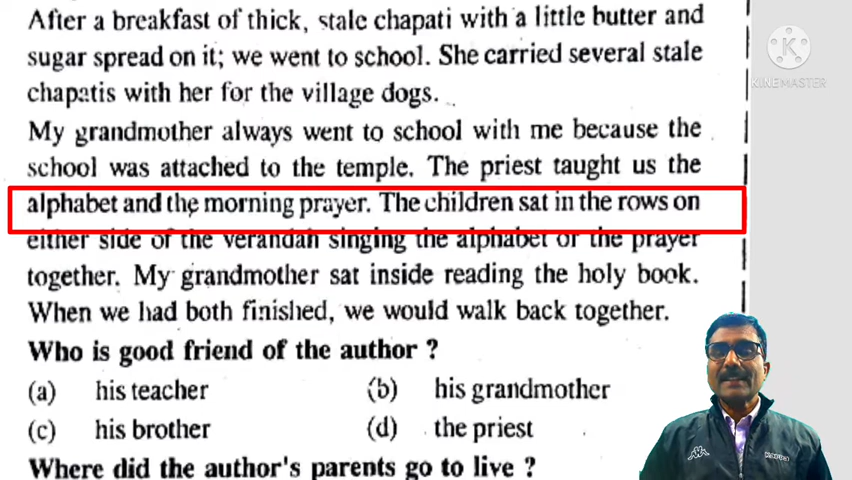 After a breakfast of thick, stale chapati with a little butter and
sugar spread on it; we went to school. She carried several stale
chapatis with her for the village dogs.
My grandmother always went to school with me because the
school was attached to the temple. The priest taught us the
alphabet and the morning prayer. The children sat in the rows on
either side of the verandah singing the alphabet or the prayer
together. My grandmother sat inside reading the holy book.
When we had both finished, we would walk back together.
Who is good friend of the author ?
(a) his teacher (b) his grandmother
(c) his brother (d) the priest
Where did the author's parents go to live ?
K
KINEMASTER
Kappa